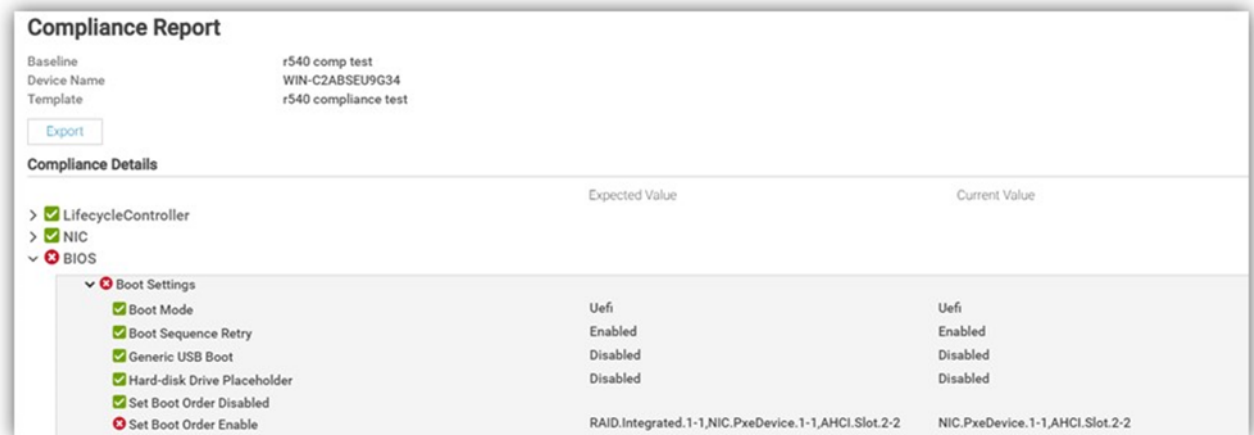 Compliance Report
Baseline r540 comp test
Device Name WIN-C2ABSEU9G34
Template r540 compliance test
Export
Compliance Details
Expected Value Current Value
LifecycleController
NIC
BIOS
Boot Settings
Boot Mode Uefi Uefi
Boot Sequence Retry Enabled Enabled
Generic USB Boot Disabled Disabled
Hard-disk Drive Placeholder Disabled Disabled
Set Boot Order Disabled
Set Boot Order Enable RAID.Integrated.1-1,NIC.PxeDevice.1-1,AHCI.Slot.2-2 NIC.PxeDevice.1-1,AHCI.Slot.2-2